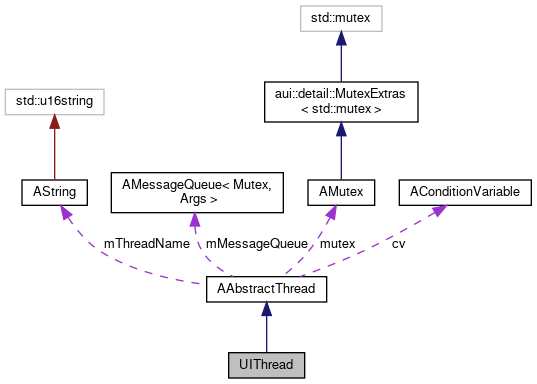 std::mutex
aui::detail::MutexExtras
< std::mutex >
std::u16string
AString
AMessageQueue< Mutex,
Args >
AMutex
AConditionVariable
mThreadName
mMessageQueue
mutex
cv
AAbstractThread
UIThread